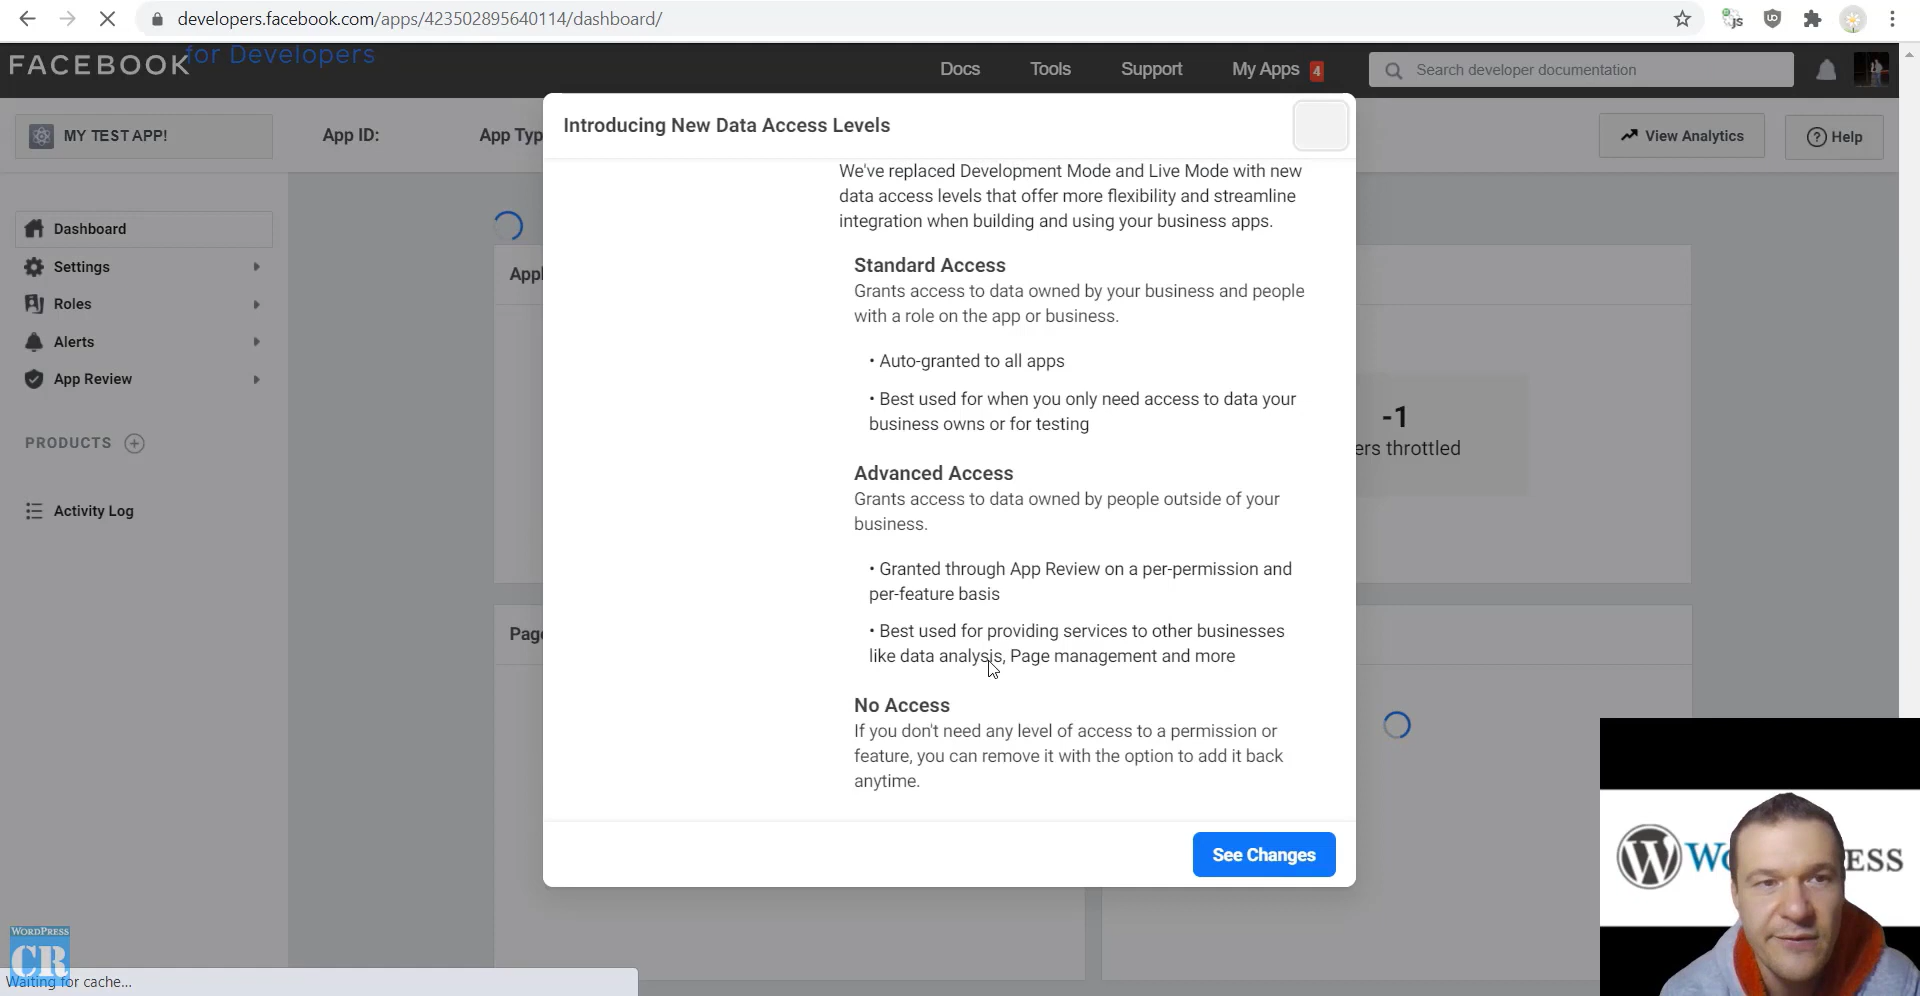 developers.facebook.com/apps/423502895640114/dashboard/
JS
FACEBOOK for Developers
Docs
Tools
Support
My Apps 4
Search developer documentation
MY TEST APP!
App ID:
App Typ
View Analytics
Help
Introducing New Data Access Levels
We've replaced Development Mode and Live Mode with new
data access levels that offer more flexibility and streamline
integration when building and using your business apps.
Standard Access
Grants access to data owned by your business and people
with a role on the app or business.
• Auto-granted to all apps
• Best used for when you only need access to data your
business owns or for testing
Advanced Access
Grants access to data owned by people outside of your
business.
• Granted through App Review on a per-permission and
per-feature basis
• Best used for providing services to other businesses
like data analysis, Page management and more
No Access
If you don't need any level of access to a permission or
feature, you can remove it with the option to add it back
anytime.
See Changes
Dashboard
Settings
Roles
Alerts
App Review
PRODUCTS
Activity Log
Appl
-1
ers throttled
Page
WORDPRESS
CR
Waiting for cache...
W Wo ESS